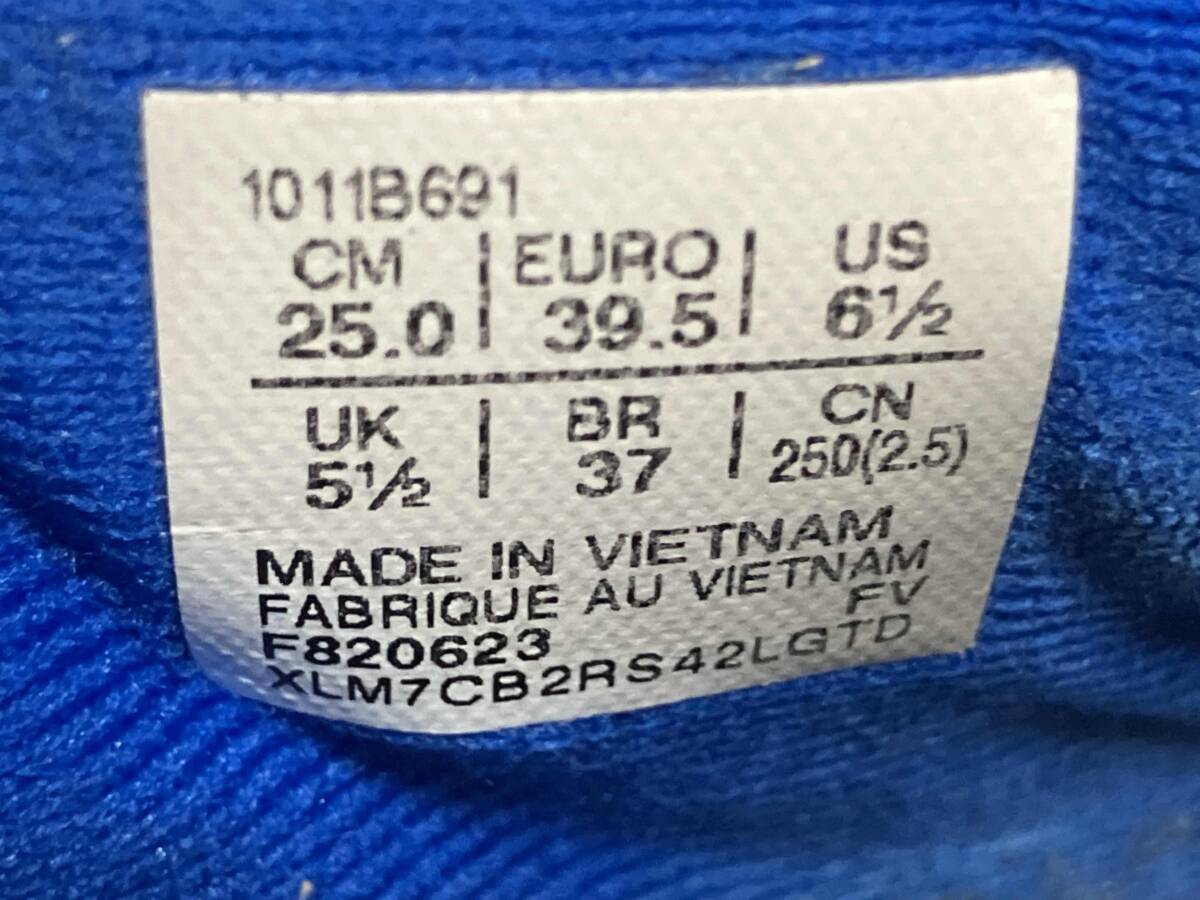 1011B691
CM | EURO | US
25.0 | 39.5 | 6½
UK | BR | CN
5½ | 37 | 250(2.5)
MADE IN VIETNAM
FABRIQUE AU VIETNAM
FV
F820623
XLM7CB2RS42LGTD